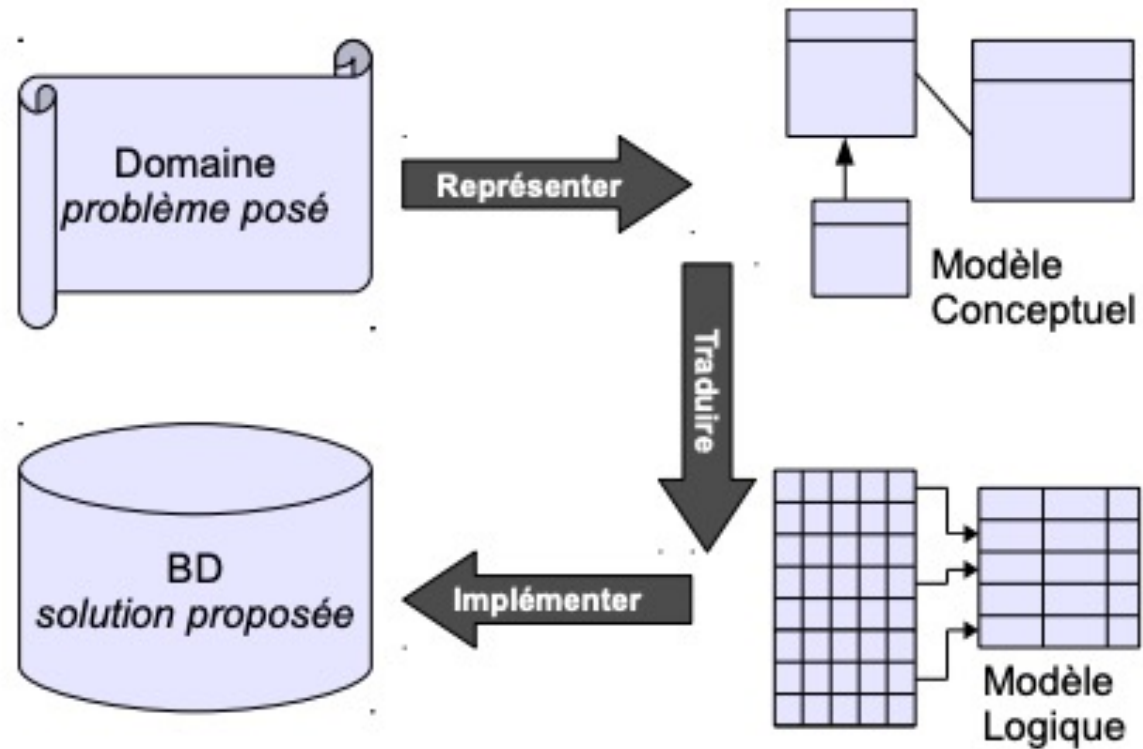 Domaine
problème posé
Représenter
Modèle
Conceptuel
Traduire
BD
solution proposée
Implémenter
Modèle
Logique